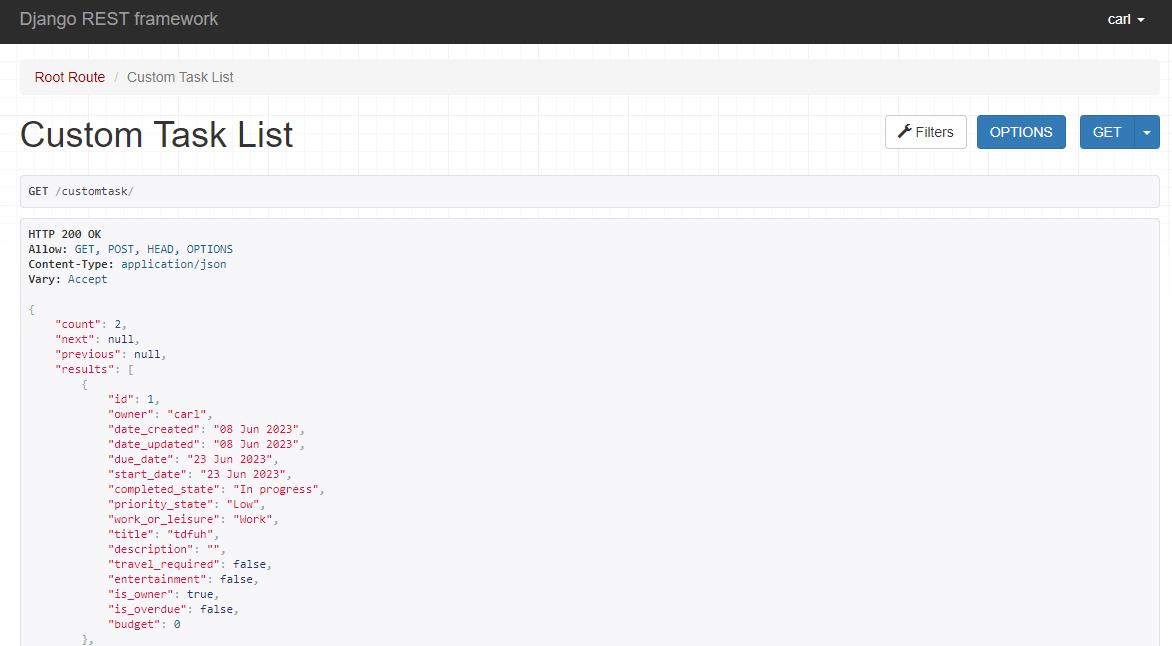 Django REST framework
carl
Root Route / Custom Task List
Custom Task List
Filters
OPTIONS
GET
GET /customtask/
HTTP 200 OK
Allow: GET, POST, HEAD, OPTIONS
Content-Type: application/json
Vary: Accept
{
"count": 2,
"next": null,
"previous": null,
"results": [
{
"id": 1,
"owner": "carl",
"date_created": "08 Jun 2023",
"date_updated": "08 Jun 2023",
"due_date": "23 Jun 2023",
"start_date": "23 Jun 2023",
"completed_state": "In progress",
"priority_state": "Low",
"work_or_leisure": "Work",
"title": "tdfuh",
"description": "",
"travel_required": false,
"entertainment": false,
"is_owner": true,
"is_overdue": false,
"budget": 0
},